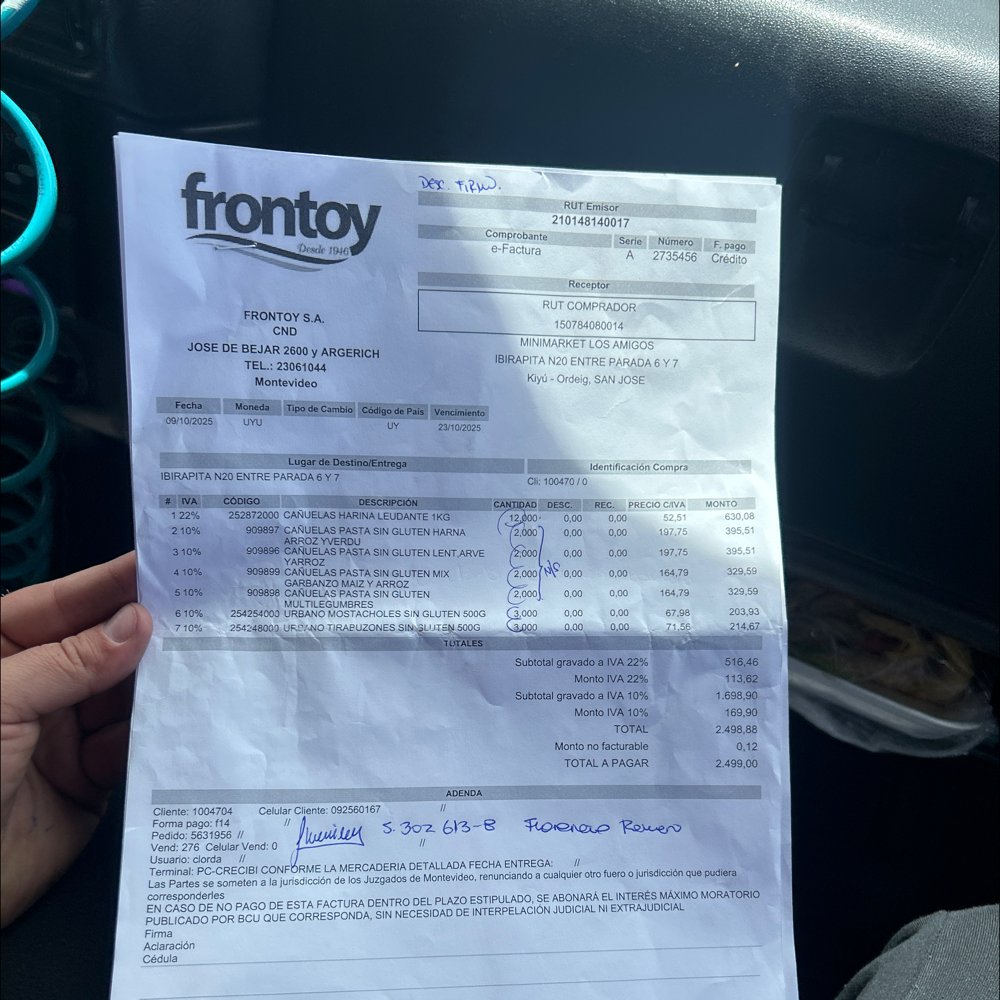 DESC. FIRM.
frontoy
Desde 1946
RUT Emisor
210148140017
Comprobante Serie Número F. pago
e-Factura A 2735456 Crédito
Receptor
RUT COMPRADOR
150784080014
MINIMARKET LOS AMIGOS
IBIRAPITA N20 ENTRE PARADA 6 Y 7
Kiyú - Ordeig, SAN JOSE
FRONTOY S.A.
CND
JOSE DE BEJAR 2600 y ARGERICH
TEL.: 23061044
Montevideo
Fecha Moneda Tipo de Cambio Código de País Vencimiento
09/10/2025 UYU UY 23/10/2025
Lugar de Destino/Entrega Identificación Compra
IBIRAPITA N20 ENTRE PARADA 6 Y 7 Cli: 100470 / 0
# IVA CÓDIGO DESCRIPCIÓN CANTIDAD DESC. REC. PRECIO C/IVA MONTO
1 22% 252872000 CAÑUELAS HARINA LEUDANTE 1KG 12,000 0,00 0,00 52,51 630,08
2 10% 909897 CAÑUELAS PASTA SIN GLUTEN HARNA 2,000 0,00 0,00 197,75 395,51
ARROZ YVERDU
3 10% 909896 CAÑUELAS PASTA SIN GLUTEN LENT,ARVE 2,000 0,00 0,00 197,75 395,51
YARROZ
4 10% 909899 CAÑUELAS PASTA SIN GLUTEN MIX 2,000 N/S 0,00 0,00 164,79 329,59
GARBANZO MAIZ Y ARROZ
5 10% 909898 CAÑUELAS PASTA SIN GLUTEN 2,000 0,00 0,00 164,79 329,59
MULTILEGUMBRES
6 10% 254254000 URBANO MOSTACHOLES SIN GLUTEN 500G 3,000 0,00 0,00 67,98 203,93
7 10% 254248000 URBANO TIRABUZONES SIN GLUTEN 500G 3,000 0,00 0,00 71,56 214,67
TOTALES
Subtotal gravado a IVA 22% 516,46
Monto IVA 22% 113,62
Subtotal gravado a IVA 10% 1.698,90
Monto IVA 10% 169,90
TOTAL 2.498,88
Monto no facturable 0,12
TOTAL A PAGAR 2.499,00
ADENDA
Cliente: 1004704 Celular Cliente: 092560167 //
Forma pago: f14 //
Pedido: 5631956 // 5.302 613-8 Florencio Romero
Vend: 276 Celular Vend: 0 //
Usuario: clorda //
Terminal: PC-CRECIBI CONFORME LA MERCADERIA DETALLADA FECHA ENTREGA: //
Las Partes se someten a la jurisdicción de los Juzgados de Montevideo, renunciando a cualquier otro fuero o jurisdicción que pudiera
corresponderles
EN CASO DE NO PAGO DE ESTA FACTURA DENTRO DEL PLAZO ESTIPULADO, SE ABONARÁ EL INTERÉS MÁXIMO MORATORIO
PUBLICADO POR BCU QUE CORRESPONDA, SIN NECESIDAD DE INTERPELACIÓN JUDICIAL NI EXTRAJUDICIAL
Firma
Aclaración
Cédula